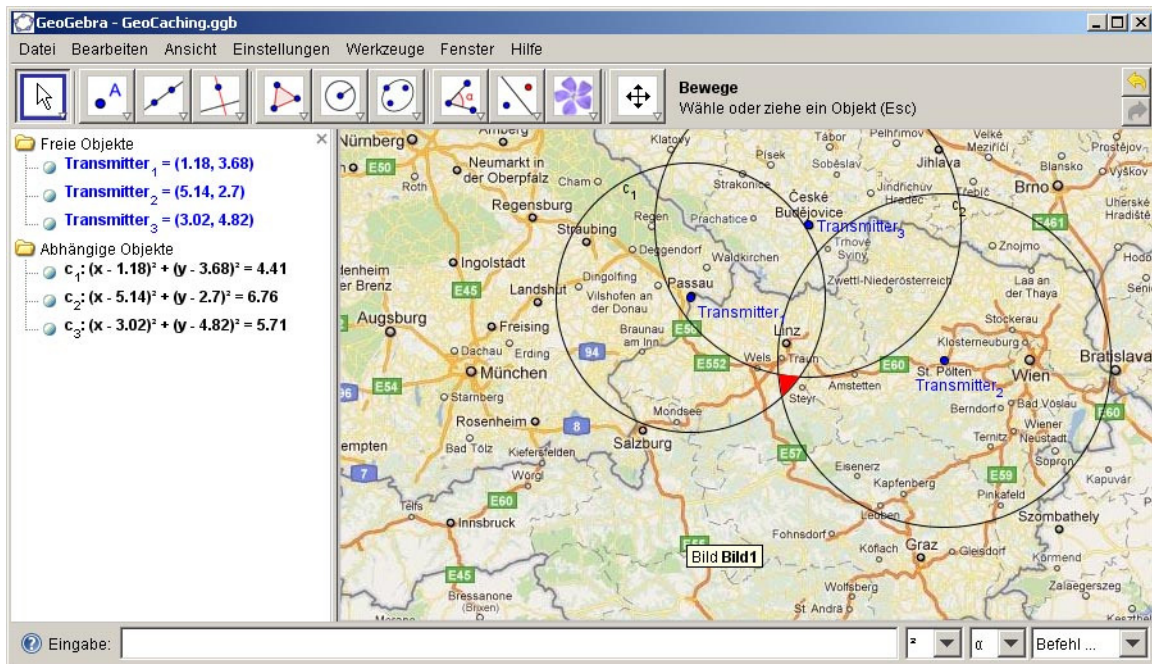 GeoGebra - GeoCaching.ggb
Datei Bearbeiten Ansicht Einstellungen Werkzeuge Fenster Hilfe
A
α
Bewege
Wähle oder ziehe ein Objekt (Esc)
Freie Objekte
Transmitter₁ = (1.18, 3.68)
Transmitter₂ = (5.14, 2.7)
Transmitter₃ = (3.02, 4.82)
Abhängige Objekte
c₁: (x - 1.18)² + (y - 3.68)² = 4.41
c₂: (x - 5.14)² + (y - 2.7)² = 6.76
c₃: (x - 3.02)² + (y - 4.82)² = 5.71
Nürnberg
Amberg
Klatovy
Tábor
Pelhřimov
Velké
Meziříčí
Prostějov
E50
Neumarkt in
der Oberpfalz
Roth
Cham
Písek
Soběslav
Jihlava
Blansko
Vyškov
Strakonice
České
Budějovice
Jindřichův
Hradec
Třebíč
Brno
Regensburg
c₁
Regen
Prachatice
c₂
E461
Uherské
Hradiště
Straubing
Transmitter₃
Deggendorf
Trhové
Sviny
Znojmo
Waldkirchen
Ingolstadt
Dingolfing
Passau
Zwettl-Niederösterreich
Laa an
der Thaya
E45
Landshut
Vilshofen an
der Donau
Transmitter
Stockerau
Augsburg
Freising
Braunau
am Inn
E56
Linz
Klosterneuburg
Dachau
Erding
94
E552
Wels
Traun
E60
St. Pölten
Wien
Bratislava
München
Amstetten
Transmitter₂
E54
Starnberg
Steyr
Berndorf
Bad Vöslau
E60
Mondsee
Wiener
Neustadt
Rosenheim
8
Salzburg
Ternitz
Sopron
Bad Tölz
Kiefersfelden
E57
Eisenerz
7
Wörgl
Kapfenberg
E59
Kapuvár
Telfs
E60
Leoben
Pinkafeld
Innsbruck
Szombathely
Fohnsdorf
E55
Bild Bild1
Köflach
Graz
Gleisdorf
Körmend
E45
Wolfsberg
Zalaegerszeg
Bressanone
(Brixen)
St. Andrä
Eingabe:
²
α
Befehl ...